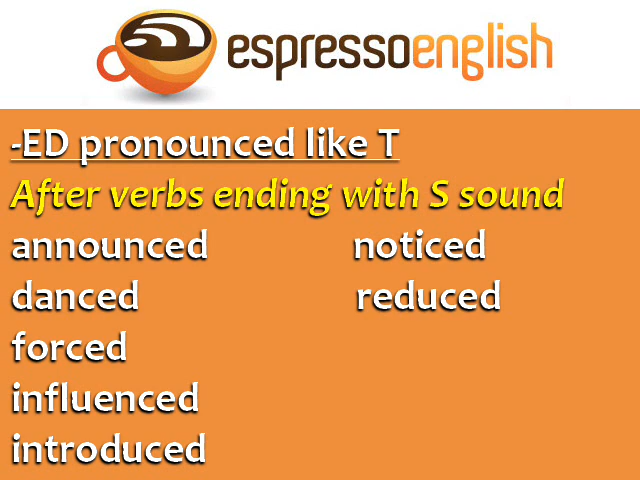 espressoenglish
-ED pronounced like T
After verbs ending with S sound
announced noticed
danced reduced
forced
influenced
introduced